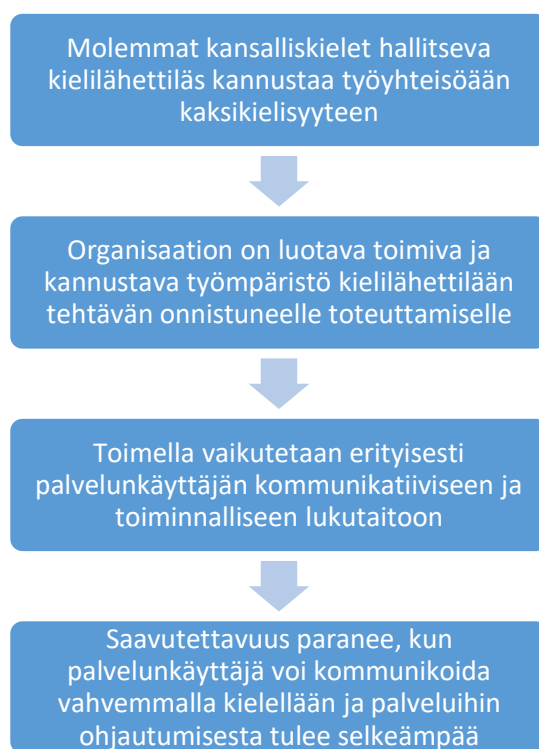 Molemmat kansalliskielet hallitseva
kielilähettiläs kannustaa työyhteisöään
kaksikielisyyteen
Organisaation on luotava toimiva ja
kannustava työmpäristö kielilähettilään
tehtävän onnistuneelle toteuttamiselle
Toimella vaikutetaan erityisesti
palvelunkäyttäjän kommunikatiiviseen ja
toiminnalliseen lukutaitoon
Saavutettavuus paranee, kun
palvelunkäyttäjä voi kommunikoida
vahvemmalla kielellään ja palveluihin
ohjautumisesta tulee selkeämpää